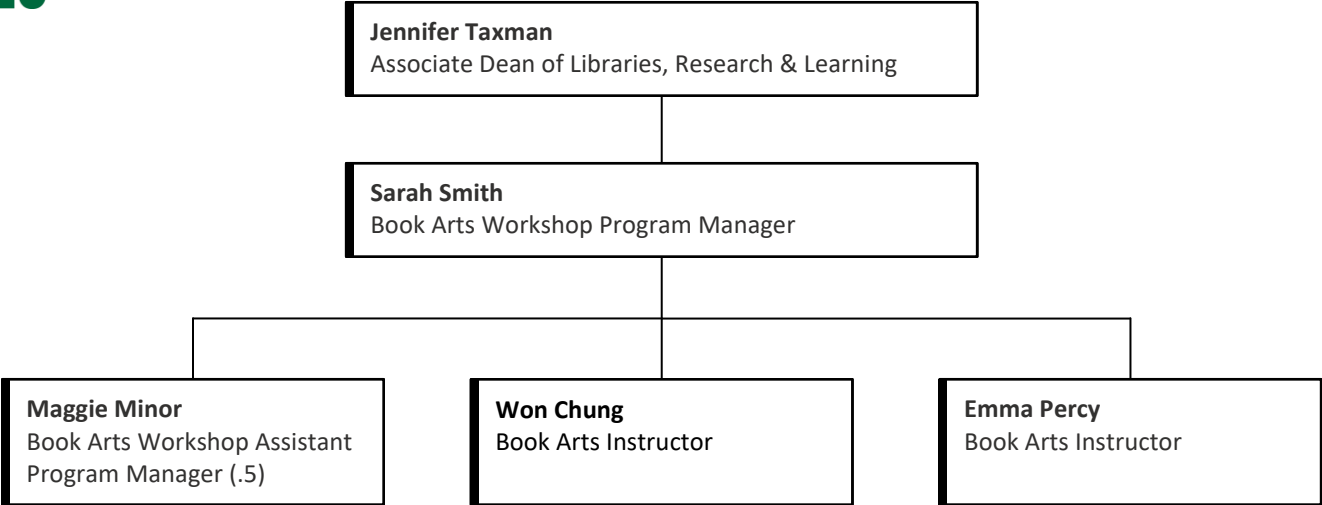 Jennifer Taxman
Associate Dean of Libraries, Research & Learning
Sarah Smith
Book Arts Workshop Program Manager
Maggie Minor
Book Arts Workshop Assistant
Program Manager (.5)
Won Chung
Book Arts Instructor
Emma Percy
Book Arts Instructor